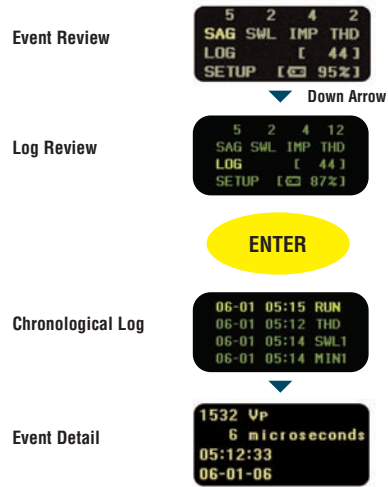 Event Review
5 2 4 2
SAG SWL IMP THD
LOG [ 44 ]
SETUP [ 95%]
Down Arrow
Log Review
5 2 4 12
SAG SWL IMP THD
LOG [ 44 ]
SETUP [ 87%]
ENTER
Chronological Log
06-01 05:15 RUN
06-01 05:12 THD
06-01 05:14 SWL1
06-01 05:14 MIN1
Event Detail
1532 VP
6 microseconds
05:12:33
06-01-06